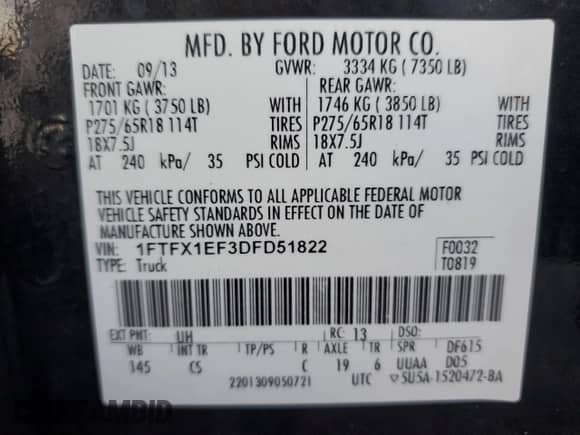 MFD. BY FORD MOTOR CO.
DATE: 09/13 GVWR: 3334 KG ( 7350 LB)
FRONT GAWR: REAR GAWR:
1701 KG ( 3750 LB) WITH 1746 KG ( 3850 LB) WITH
P275/65R18 114T TIRES P275/65R18 114T TIRES
18X7.5J RIMS 18X7.5J RIMS
AT 240 kPa/ 35 PSI COLD AT 240 kPa/ 35 PSI COLD
THIS VEHICLE CONFORMS TO ALL APPLICABLE FEDERAL MOTOR
VEHICLE SAFETY STANDARDS IN EFFECT ON THE DATE OF
MANUFACTURE SHOWN ABOVE.
VIN: 1FTFX1EF3DFD51822 F0032
TYPE: Truck T0819
EXT PNT: UH RC: 13 DSO:
WB INT TR TP/PS R AXLE TR SPR DF615
145 CS C 19 6 UUAA D05
2201309050721 UTC 5U5A-1520472-BA